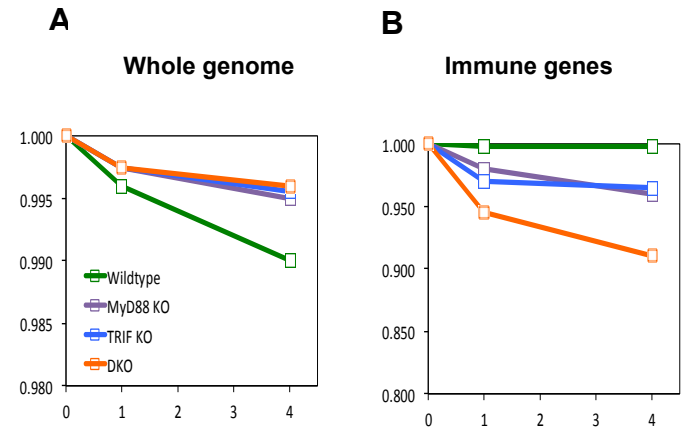 A
Whole genome
1.000
0.995
0.990
0.985
0.980
Wildtype
MyD88 KO
TRIF KO
DKO
0 1 2 3 4
B
Immune genes
1.000
0.950
0.900
0.850
0.800
0 1 2 3 4